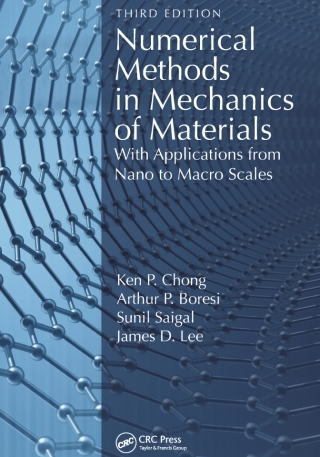 THIRD EDITION
Numerical
Methods
in Mechanics
of Materials
With Applications from
Nano to Macro Scales
Ken P. Chong
Arthur P. Boresi
Sunil Saigal
James D. Lee
CRC CRC Press
Taylor & Francis Group